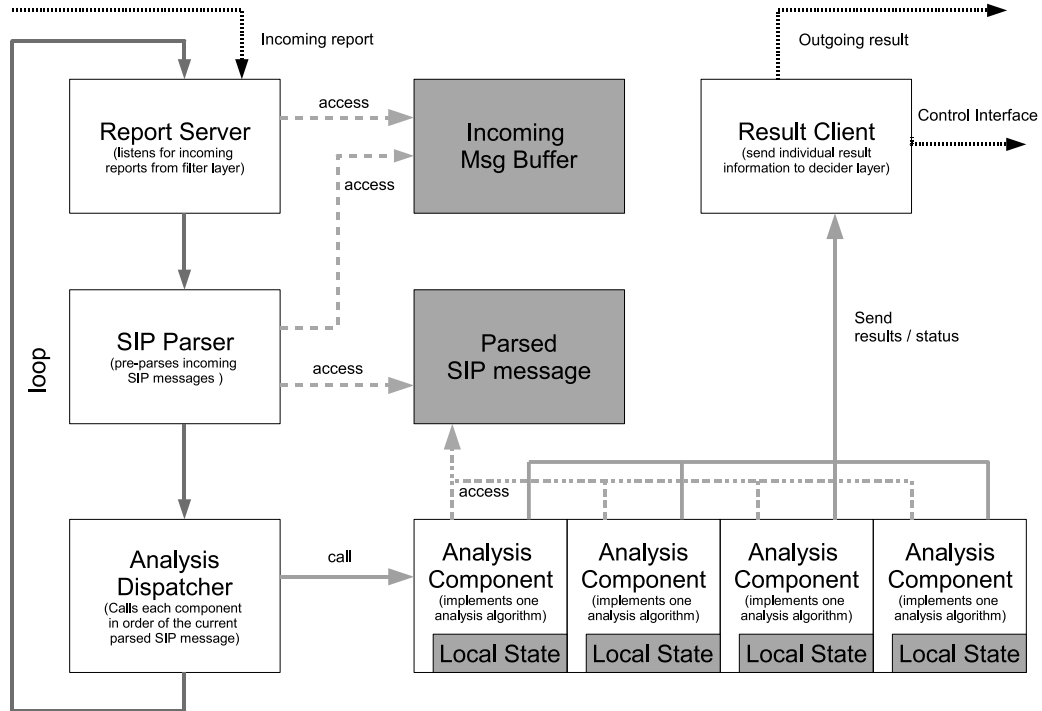 Incoming report
Outgoing result
access
Control Interface
Report Server
(listens for incoming
reports from filter layer)
Incoming
Msg Buffer
Result Client
(send individual result
information to decider layer)
access
loop
SIP Parser
(pre-parses incoming
SIP messages )
access
Parsed
SIP message
Send
results / status
access
Analysis
Dispatcher
(Calls each component
in order of the current
parsed SIP message)
call
Analysis
Component
(implements one
analysis algorithm)
Local State
Analysis
Component
(implements one
analysis algorithm)
Local State
Analysis
Component
(implements one
analysis algorithm)
Local State
Analysis
Component
(implements one
analysis algorithm)
Local State